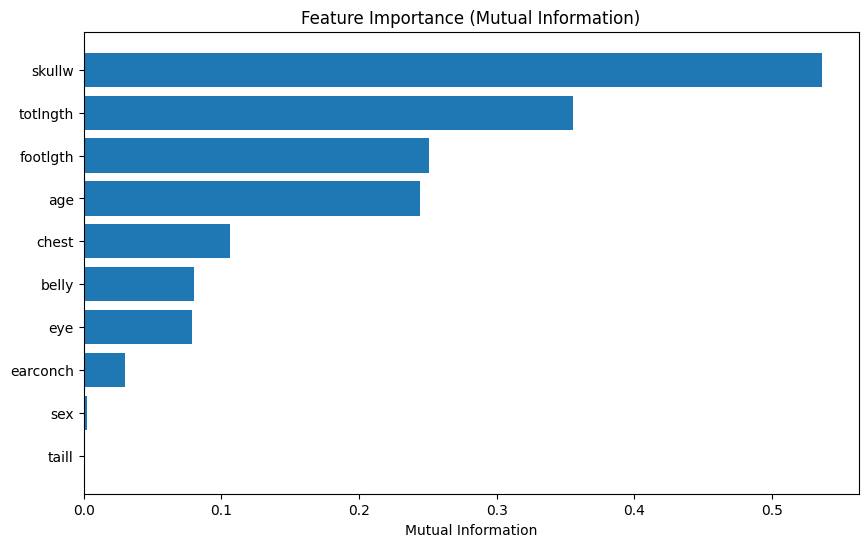 Feature Importance (Mutual Information)
skullw
totlngth
footlgth
age
chest
belly
eye
earconch
sex
taill
0.0 0.1 0.2 0.3 0.4 0.5
Mutual Information